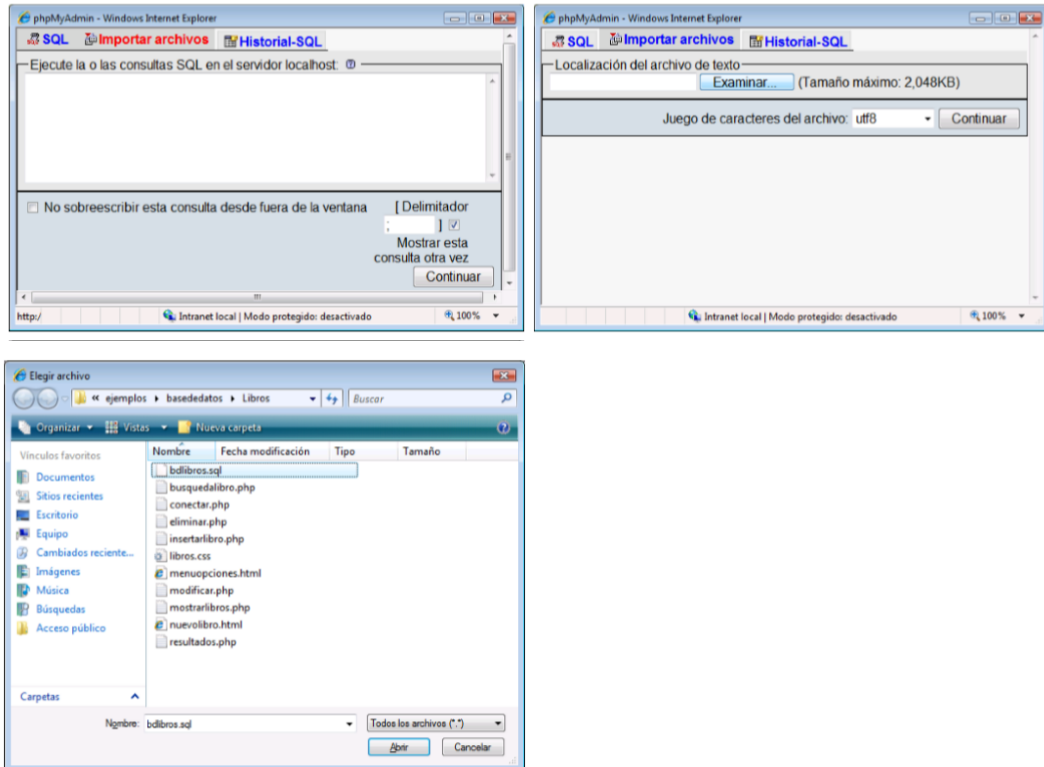 phpMyAdmin - Windows Internet Explorer
SQL Importar archivos Historial-SQL
Ejecute la o las consultas SQL en el servidor localhost:
No sobreescribir esta consulta desde fuera de la ventana
[ Delimitador
; ]
Mostrar esta
consulta otra vez
Continuar
http:/ Intranet local | Modo protegido: desactivado 100%
phpMyAdmin - Windows Internet Explorer
SQL Importar archivos Historial-SQL
Localización del archivo de texto
Examinar... (Tamaño máximo: 2,048KB)
Juego de caracteres del archivo: utf8 Continuar
Intranet local | Modo protegido: desactivado 100%
Elegir archivo
« ejemplos basededatos Libros Buscar
Organizar Vistas Nueva carpeta
Vínculos favoritos
Documentos
Sitios recientes
Escritorio
Equipo
Cambiados reciente...
Imágenes
Música
Búsquedas
Acceso público
Carpetas
Nombre Fecha modificación Tipo Tamaño
bdlibros.sql
busquedalibro.php
conectar.php
eliminar.php
insertarlibro.php
libros.css
menuopciones.html
modificar.php
mostrarlibros.php
nuevolibro.html
resultados.php
Nombre: bdlibros.sql Todos los archivos (*.*)
Abrir Cancelar